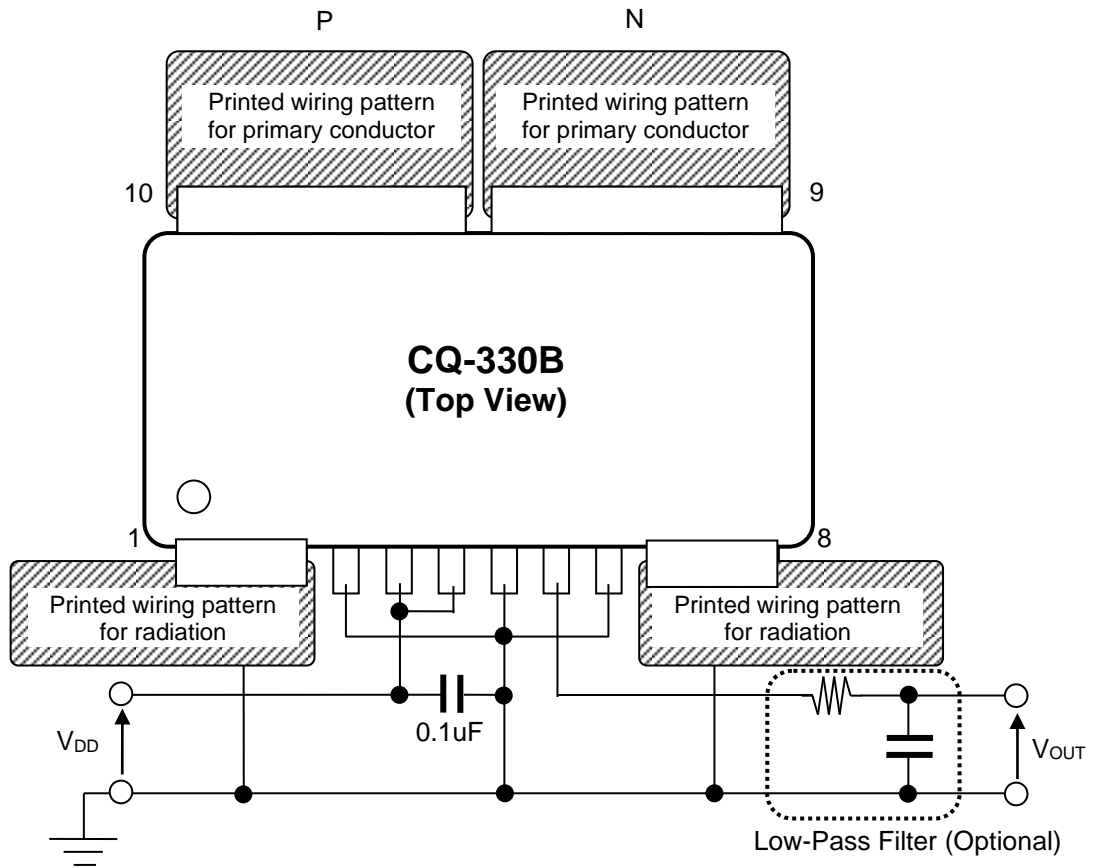 P
N
Printed wiring pattern
for primary conductor
Printed wiring pattern
for primary conductor
10
9
CQ-330B
(Top View)
1
8
Printed wiring pattern
for radiation
Printed wiring pattern
for radiation
0.1uF
VDD
VOUT
Low-Pass Filter (Optional)